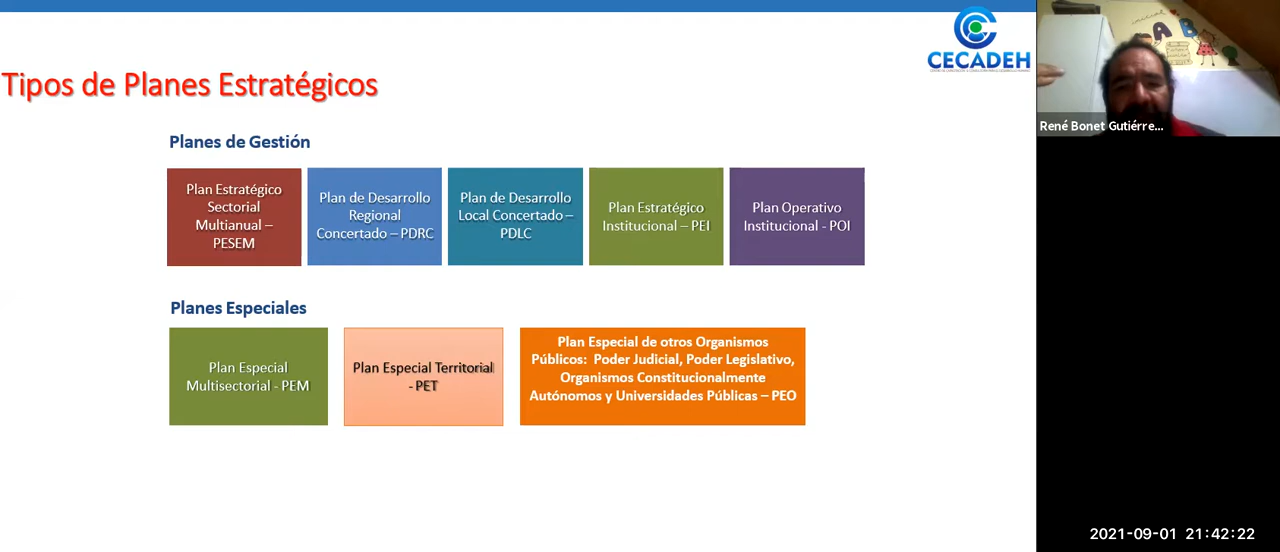 CECADEH
Tipos de Planes Estratégicos
Planes de Gestión
Plan Estratégico
Sectorial
Multianual –
PESEM
Plan de Desarrollo
Regional
Concertado – PDRC
Plan de Desarrollo
Local Concertado –
PDLC
Plan Estratégico
Institucional – PEI
Plan Operativo
Institucional - POI
Planes Especiales
Plan Especial
Multisectorial - PEM
Plan Especial Territorial
- PET
Plan Especial de otros Organismos
Públicos: Poder Judicial, Poder Legislativo,
Organismos Constitucionalmente
Autónomos y Universidades Públicas – PEO
René Bonet Gutiérre...
2021-09-01 21:42:22